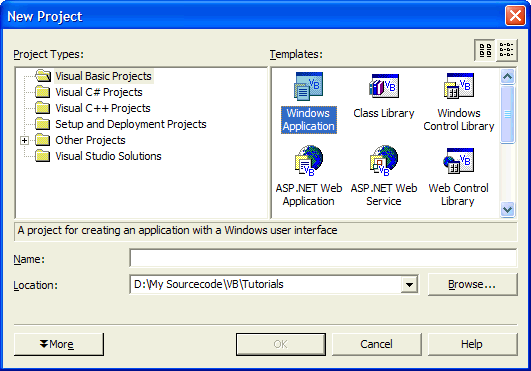 New Project
Project Types:
Templates:
Visual Basic Projects
Visual C# Projects
Visual C++ Projects
Setup and Deployment Projects
Other Projects
Visual Studio Solutions
Windows Application
Class Library
Windows Control Library
ASP.NET Web Application
ASP.NET Web Service
Web Control Library
A project for creating an application with a Windows user interface
Name:
Location:
D:\My Sourcecode\VB\Tutorials
Browse...
More
OK
Cancel
Help